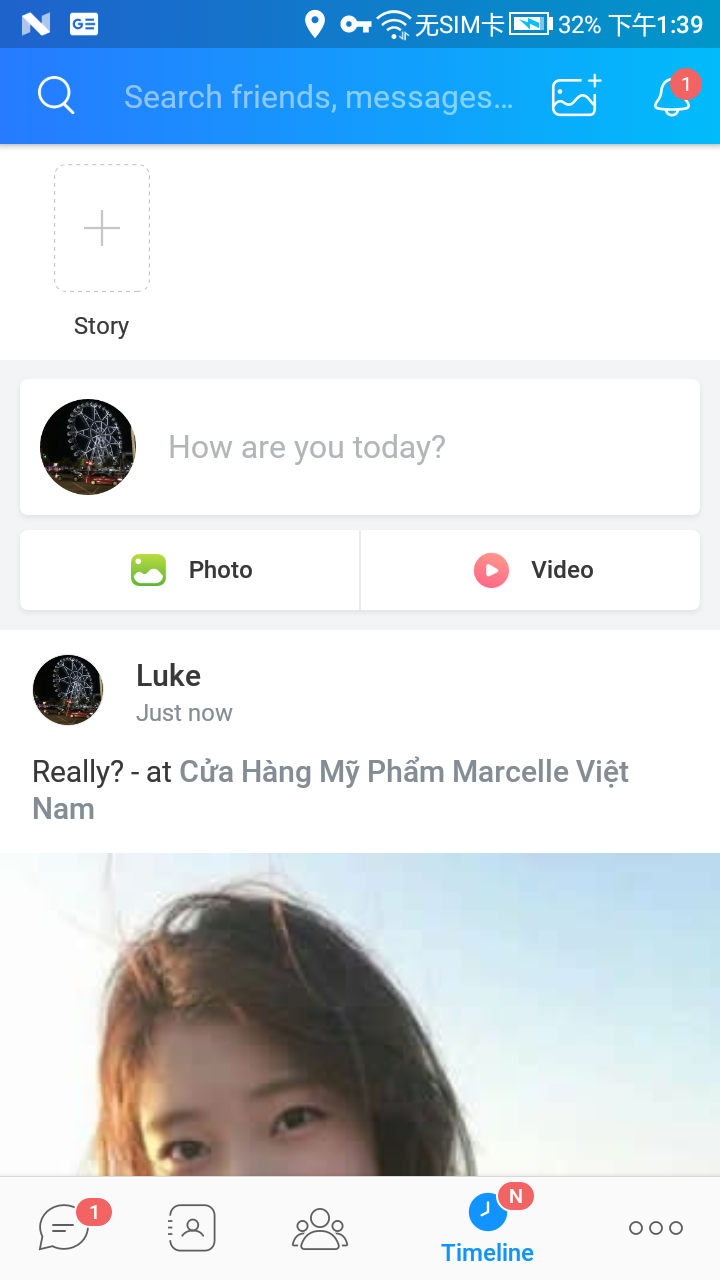 无SIM卡 32% 下午1:39
Search friends, messages...
1
Story
How are you today?
Photo
Video
Luke
Just now
Really? - at Cửa Hàng Mỹ Phẩm Marcelle Việt
Nam
1
N
Timeline